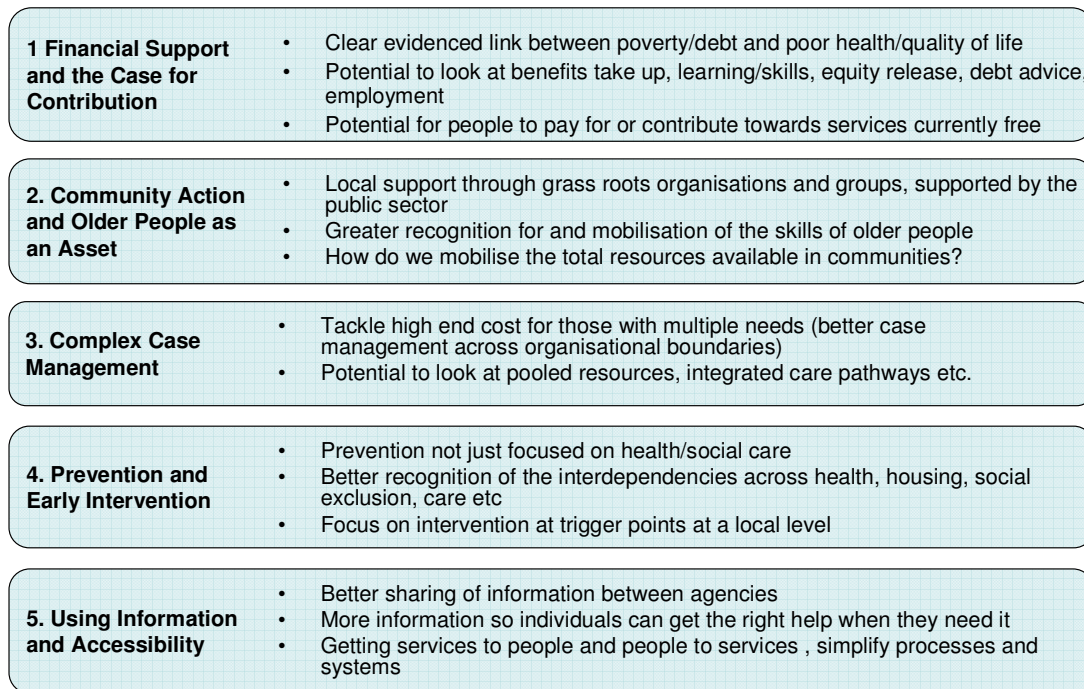 1 Financial Support
and the Case for
Contribution
• Clear evidenced link between poverty/debt and poor health/quality of life
• Potential to look at benefits take up, learning/skills, equity release, debt advice,
employment
• Potential for people to pay for or contribute towards services currently free
2. Community Action
and Older People as
an Asset
• Local support through grass roots organisations and groups, supported by the
public sector
• Greater recognition for and mobilisation of the skills of older people
• How do we mobilise the total resources available in communities?
3. Complex Case
Management
• Tackle high end cost for those with multiple needs (better case
management across organisational boundaries)
• Potential to look at pooled resources, integrated care pathways etc.
4. Prevention and
Early Intervention
• Prevention not just focused on health/social care
• Better recognition of the interdependencies across health, housing, social
exclusion, care etc
• Focus on intervention at trigger points at a local level
5. Using Information
and Accessibility
• Better sharing of information between agencies
• More information so individuals can get the right help when they need it
• Getting services to people and people to services , simplify processes and
systems